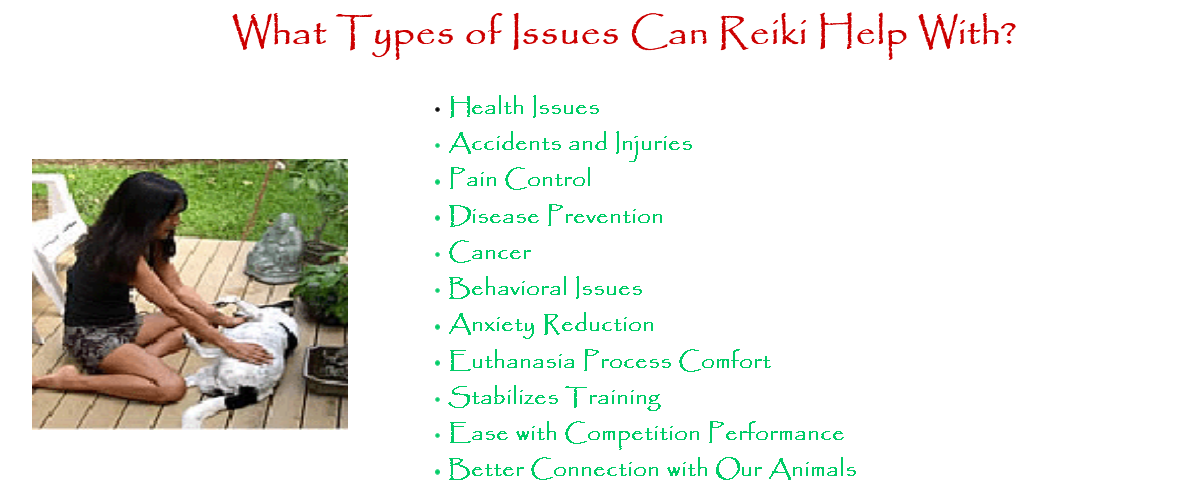 What Types of Issues Can Reiki Help With?
• Health Issues
• Accidents and Injuries
• Pain Control
• Disease Prevention
• Cancer
• Behavioral Issues
• Anxiety Reduction
• Euthanasia Process Comfort
• Stabilizes Training
• Ease with Competition Performance
• Better Connection with Our Animals